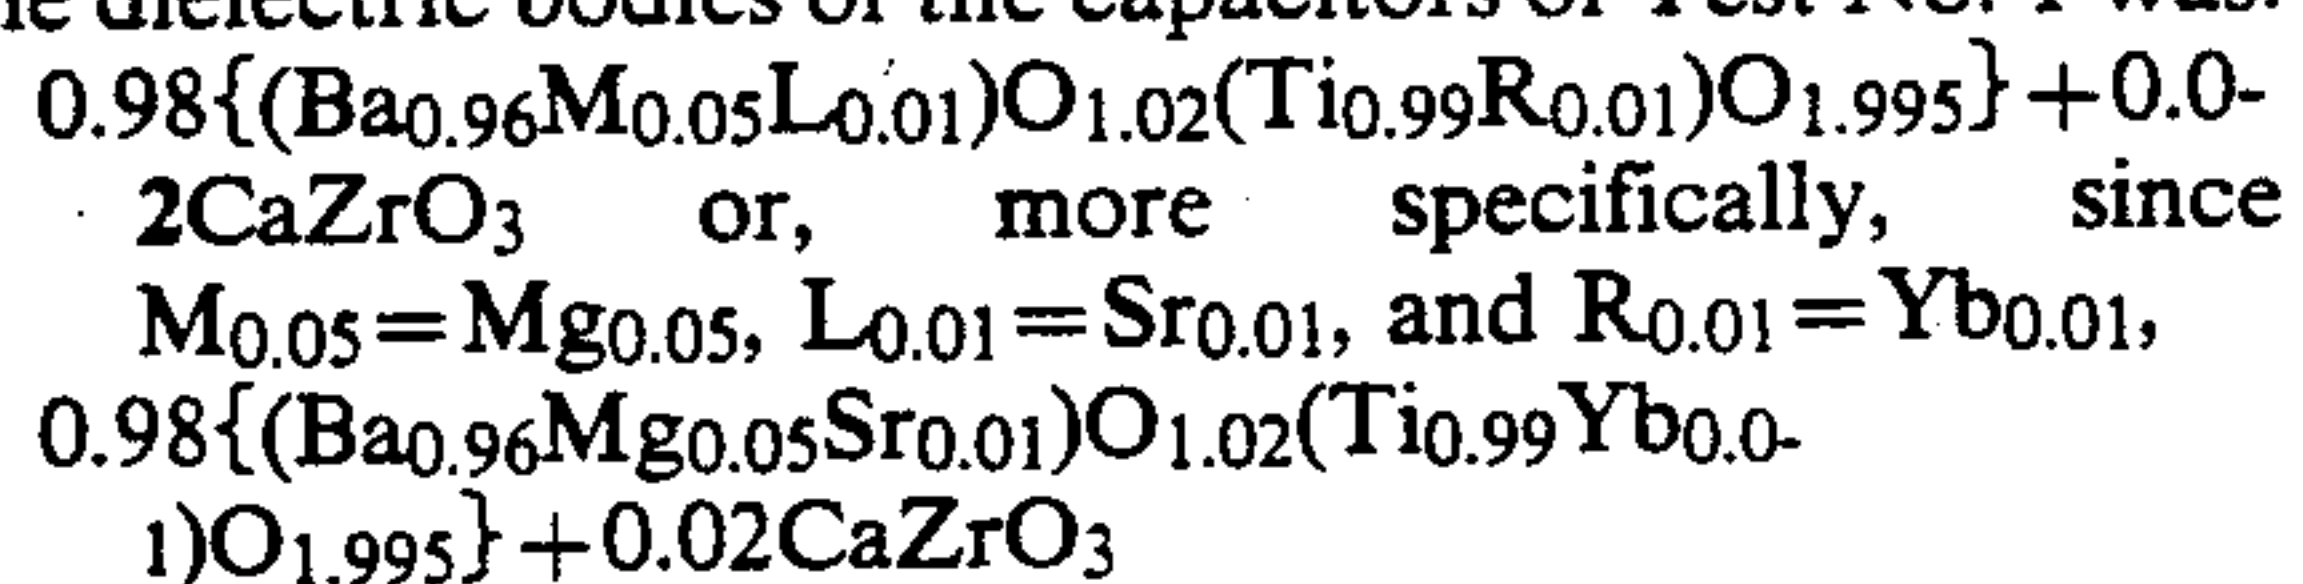 dielectric bodies of the capacitors of Test No. 1 was:
0.98{(Ba0.96M0.05L0.01)O1.02(Ti0.99R0.01)O1.995}+0.0-
2CaZrO3 or, more specifically, since
M0.05=Mg0.05, L0.01=Sr0.01, and R0.01=Yb0.01,
0.98{(Ba0.96Mg0.05Sr0.01)O1.02(Ti0.99Yb0.0-
1)O1.995}+0.02CaZrO3